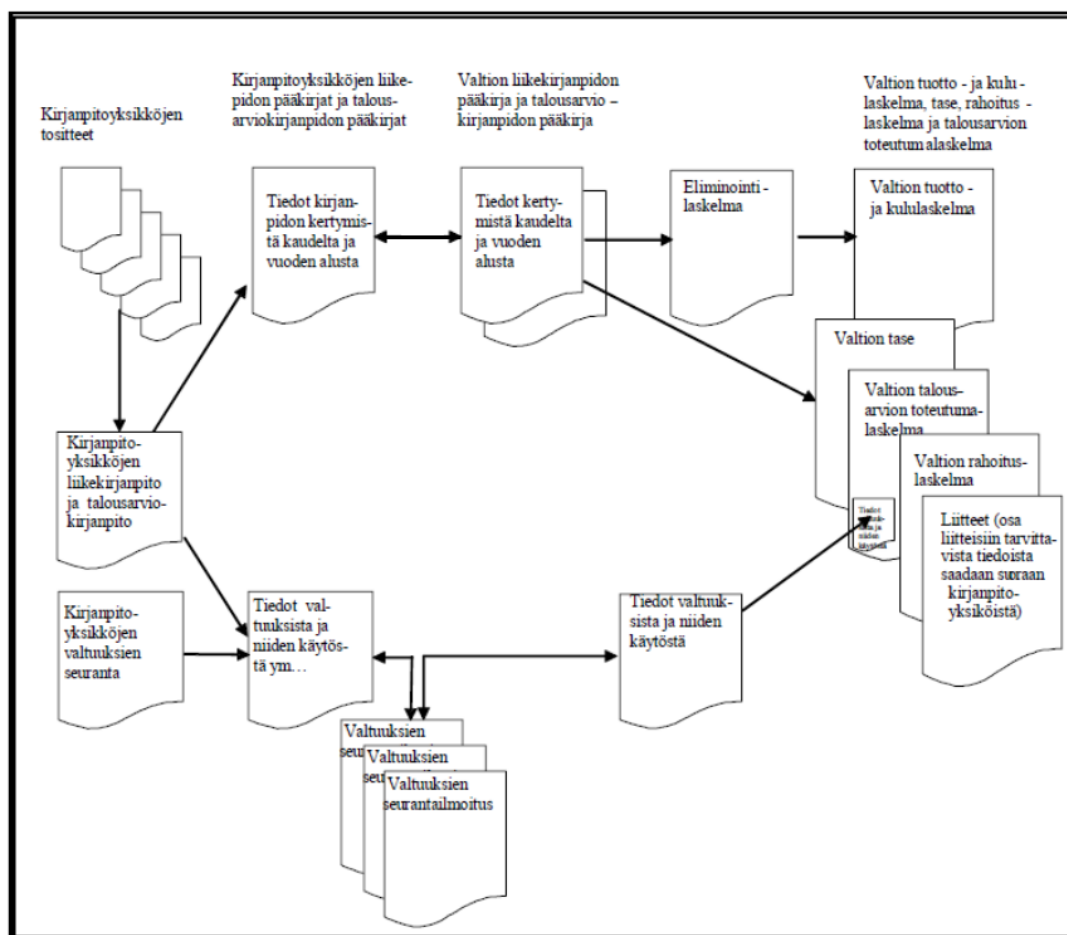 Kirjanpitoyksikköjen
tositteet
Kirjanpitoyksikköjen liike-
pidon pääkirjat ja talous-
arviokirjanpidon pääkirjat
Valtion liikekirjanpidon
pääkirja ja talousarvio –
kirjanpidon pääkirja
Valtion tuotto - ja kulu -
laskelma, tase, rahoitus -
laskelma ja talousarvion
toteutum alaskelma
Tiedot kirjan-
pidon kertymis-
tä kaudelta ja
vuoden alusta
Tiedot kerty-
mistä kaudelta
ja vuoden
alusta
Eliminointi -
laskelma
Valtion tuotto -
ja kululaskelma
Valtion tase
Valtion talous-
arvion toteutuma-
laskelma
Valtion rahoitus-
laskelma
Liitteet (osa
liitteisiin tarvitta-
vista tiedoista
saadaan suoraan
kirjanpito-
yksiköistä)
Kirjanpito-
yksikköjen
liikekirjanpito
ja talousarvio-
kirjanpito
Kirjanpito-
yksikköjen
valtuuksien
seuranta
Tiedot val-
tuuksista ja
niiden käytös-
tä ym…
Tiedot valtuuk-
sista ja niiden
käytöstä
Tiedot
ja
niiden
Valtuuksien
Valtuuksien
Valtuuksien
seurantailmoitus